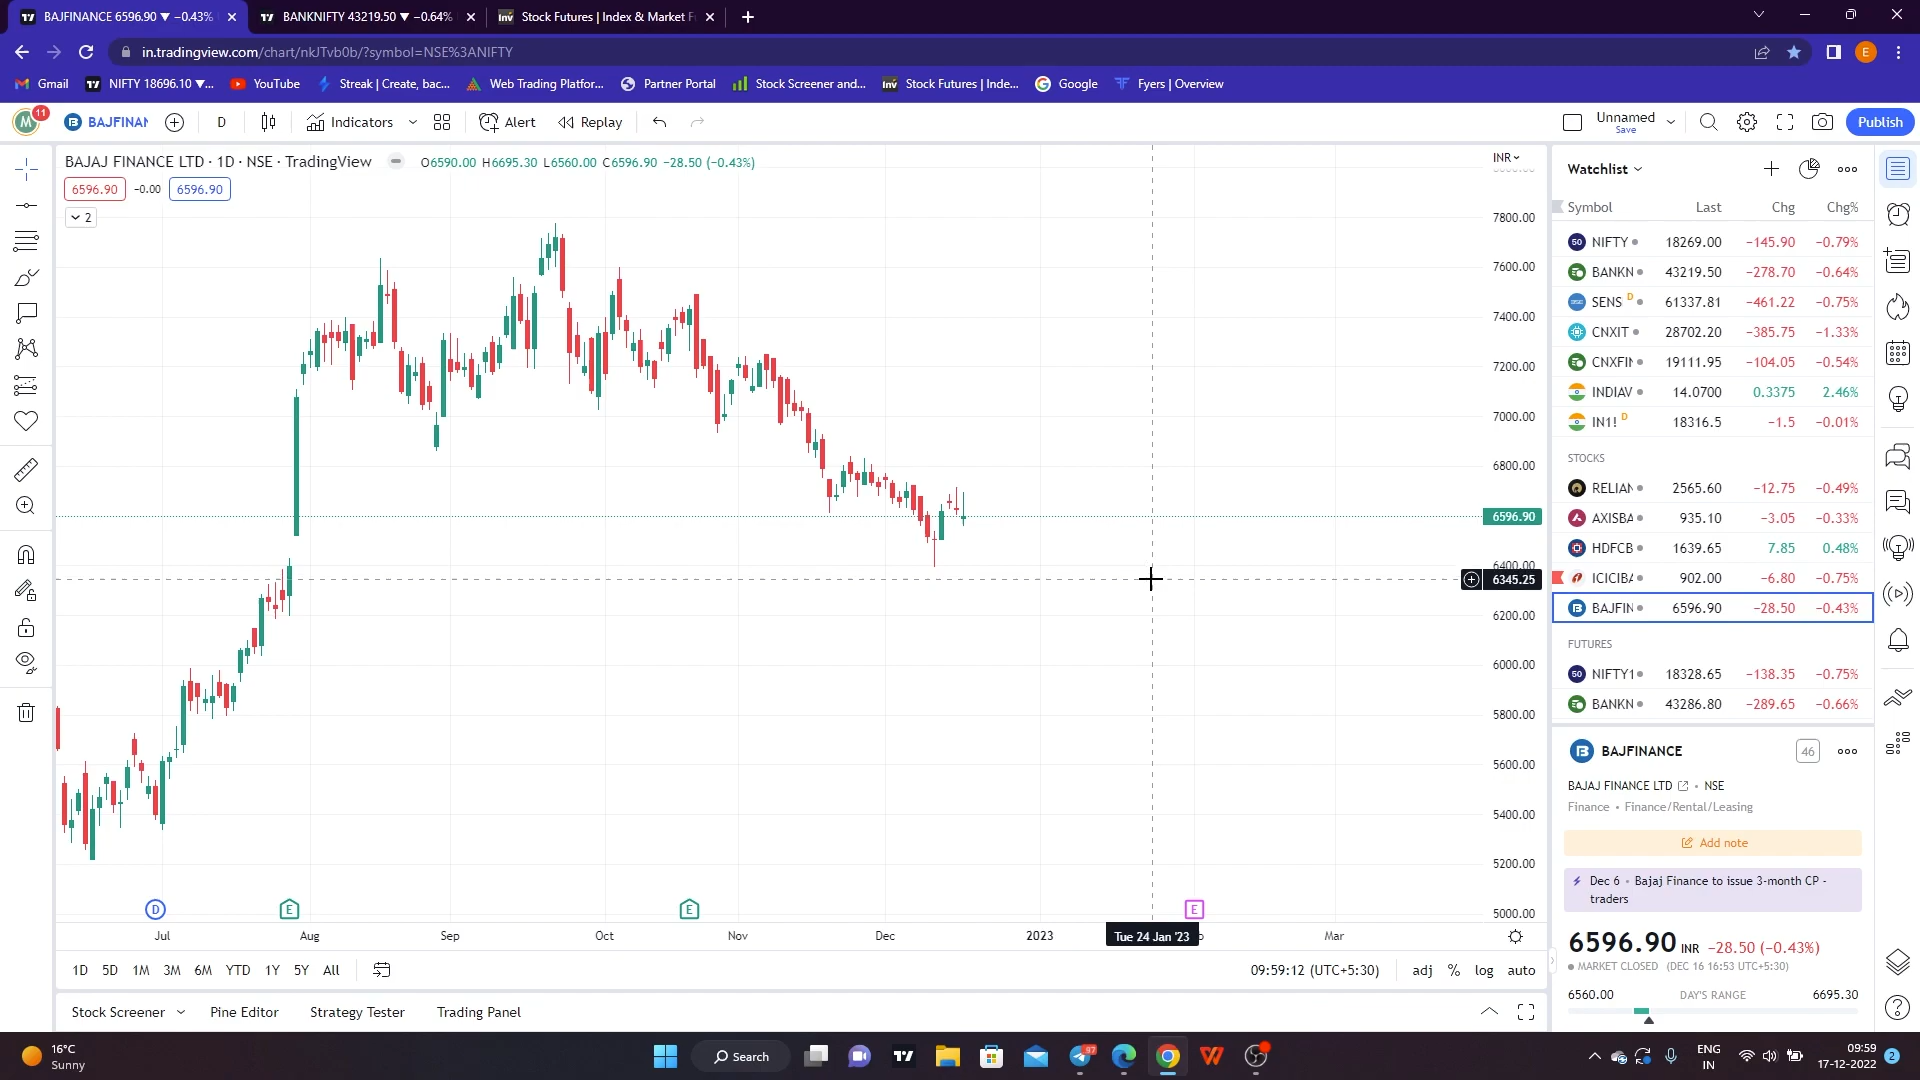 BAJFINANCE 6596.90 ▼ −0.43%
BANKNIFTY 43219.50 ▼ −0.64%
Stock Futures | Index & Market F
in.tradingview.com/chart/nkJTvb0b/?symbol=NSE%3ANIFTY
E
Gmail
NIFTY 18696.10 ▼...
YouTube
Streak | Create, bac...
Web Trading Platfor...
Partner Portal
Stock Screener and...
Stock Futures | Inde...
Google
Fyers | Overview
M 11
BAJFINAN
D
Indicators
Alert
Replay
Unnamed
Save
Publish
BAJAJ FINANCE LTD · 1D · NSE · TradingView
O6590.00 H6695.30 L6560.00 C6596.90 −28.50 (−0.43%)
6596.90 -0.00 6596.90
2
INR
7800.00
7600.00
7400.00
7200.00
7000.00
6800.00
6596.90
6400.00
6345.25
6200.00
6000.00
5800.00
5600.00
5400.00
5200.00
5000.00
D E E E
Jul Aug Sep Oct Nov Dec 2023 Tue 24 Jan '23 Mar
1D 5D 1M 3M 6M YTD 1Y 5Y All
09:59:12 (UTC+5:30) adj % log auto
Stock Screener Pine Editor Strategy Tester Trading Panel
Watchlist
Symbol Last Chg Chg%
NIFTY 18269.00 −145.90 −0.79%
BANKN 43219.50 −278.70 −0.64%
SENS D 61337.81 −461.22 −0.75%
CNXIT 28702.20 −385.75 −1.33%
CNXFIN 19111.95 −104.05 −0.54%
INDIAV 14.0700 0.3375 2.46%
IN1! D 18316.5 −1.5 −0.01%
STOCKS
RELIAN 2565.60 −12.75 −0.49%
AXISBA 935.10 −3.05 −0.33%
HDFCB 1639.65 7.85 0.48%
ICICIBA 902.00 −6.80 −0.75%
BAJFIN 6596.90 −28.50 −0.43%
FUTURES
NIFTY1 18328.65 −138.35 −0.75%
BANKN 43286.80 −289.65 −0.66%
BAJFINANCE 46
BAJAJ FINANCE LTD • NSE
Finance • Finance/Rental/Leasing
Add note
Dec 6 • Bajaj Finance to issue 3-month CP -
traders
6596.90 INR −28.50 (−0.43%)
MARKET CLOSED (DEC 16 16:53 UTC+5:30)
6560.00 DAY'S RANGE 6695.30
16°C
Sunny
Search
97
ENG
IN
09:59
17-12-2022
2